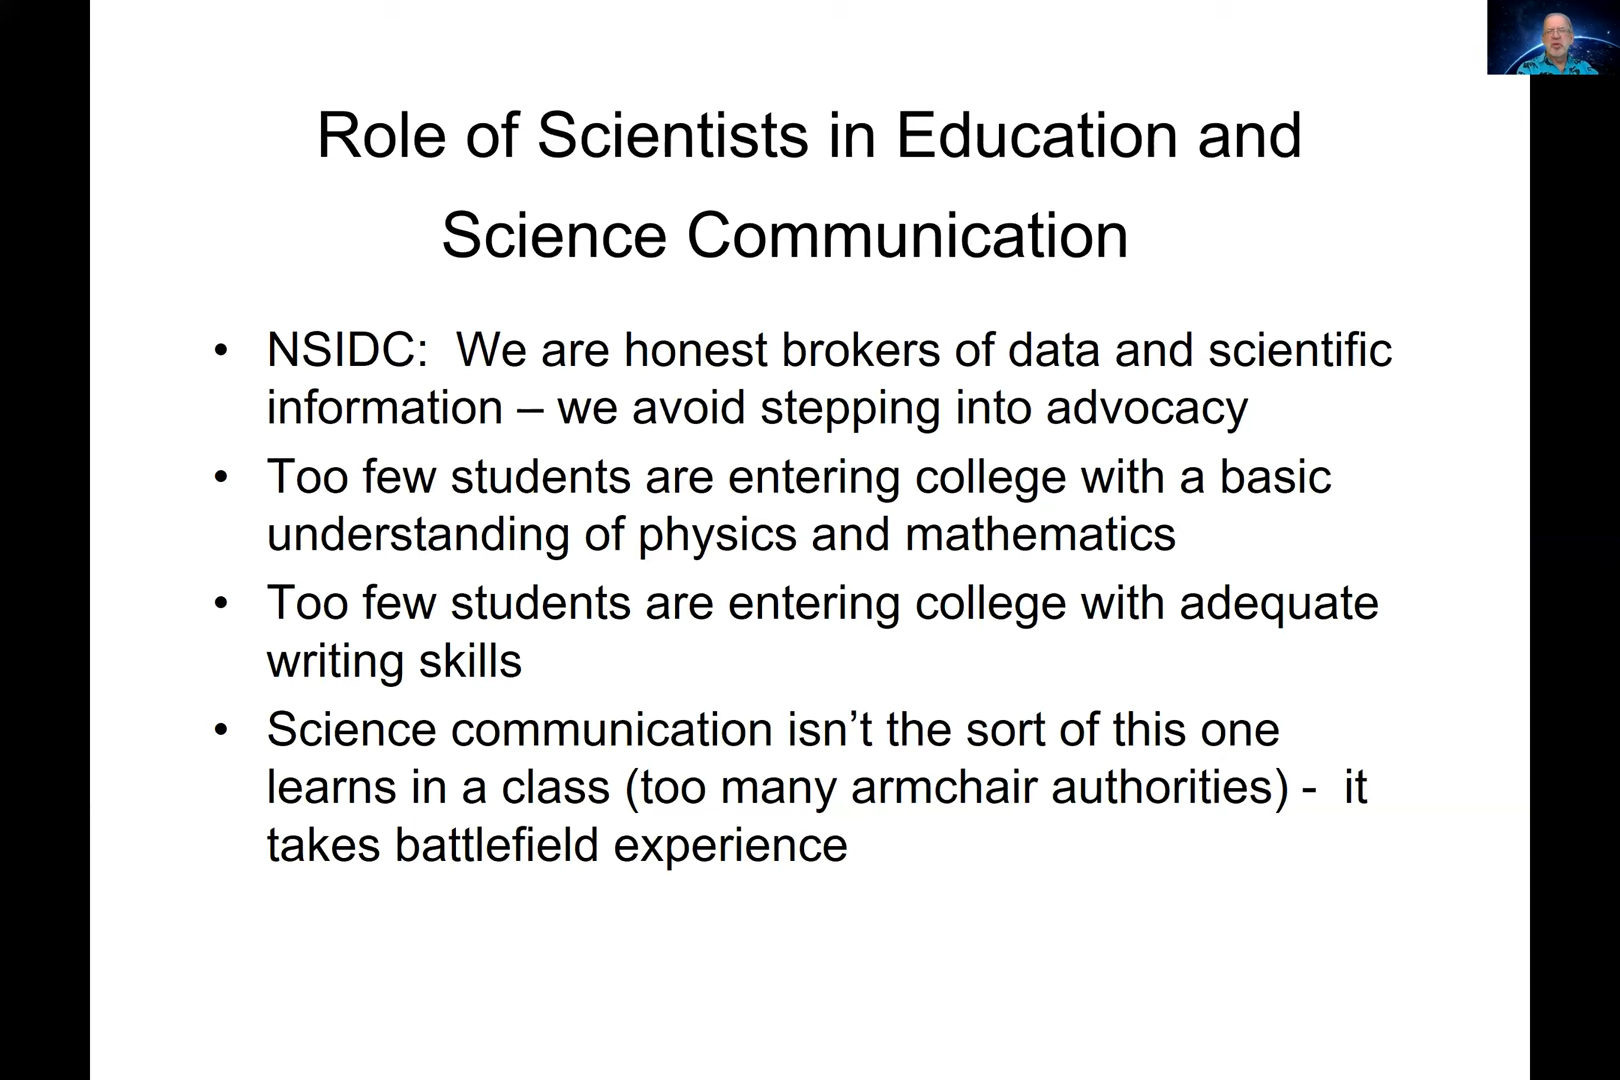 Role of Scientists in Education and
Science Communication
• NSIDC:  We are honest brokers of data and scientific
information – we avoid stepping into advocacy
• Too few students are entering college with a basic
understanding of physics and mathematics
• Too few students are entering college with adequate
writing skills
• Science communication isn’t the sort of this one
learns in a class (too many armchair authorities) -  it
takes battlefield experience